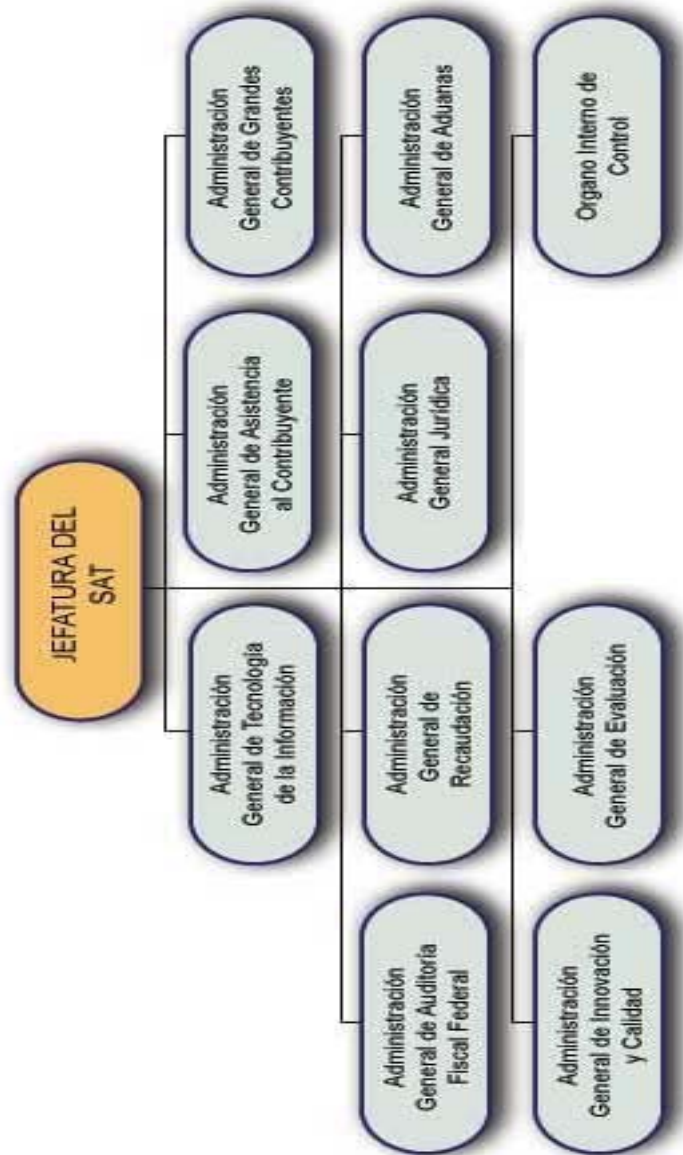 JEFATURA DEL
SAT
Administración
General de Tecnologia
de la Información
Administración
General de Asistencia
al Contribuyente
Administración
General de Grandes
Contribuyentes
Administración
General de Auditoría
Fiscal Federal
Administración
General de
Recaudación
Administración
General Jurídica
Administración
General de Aduanas
Administración
General de Innovación
y Calidad
Administración
General de Evaluación
Organo Interno de
Control